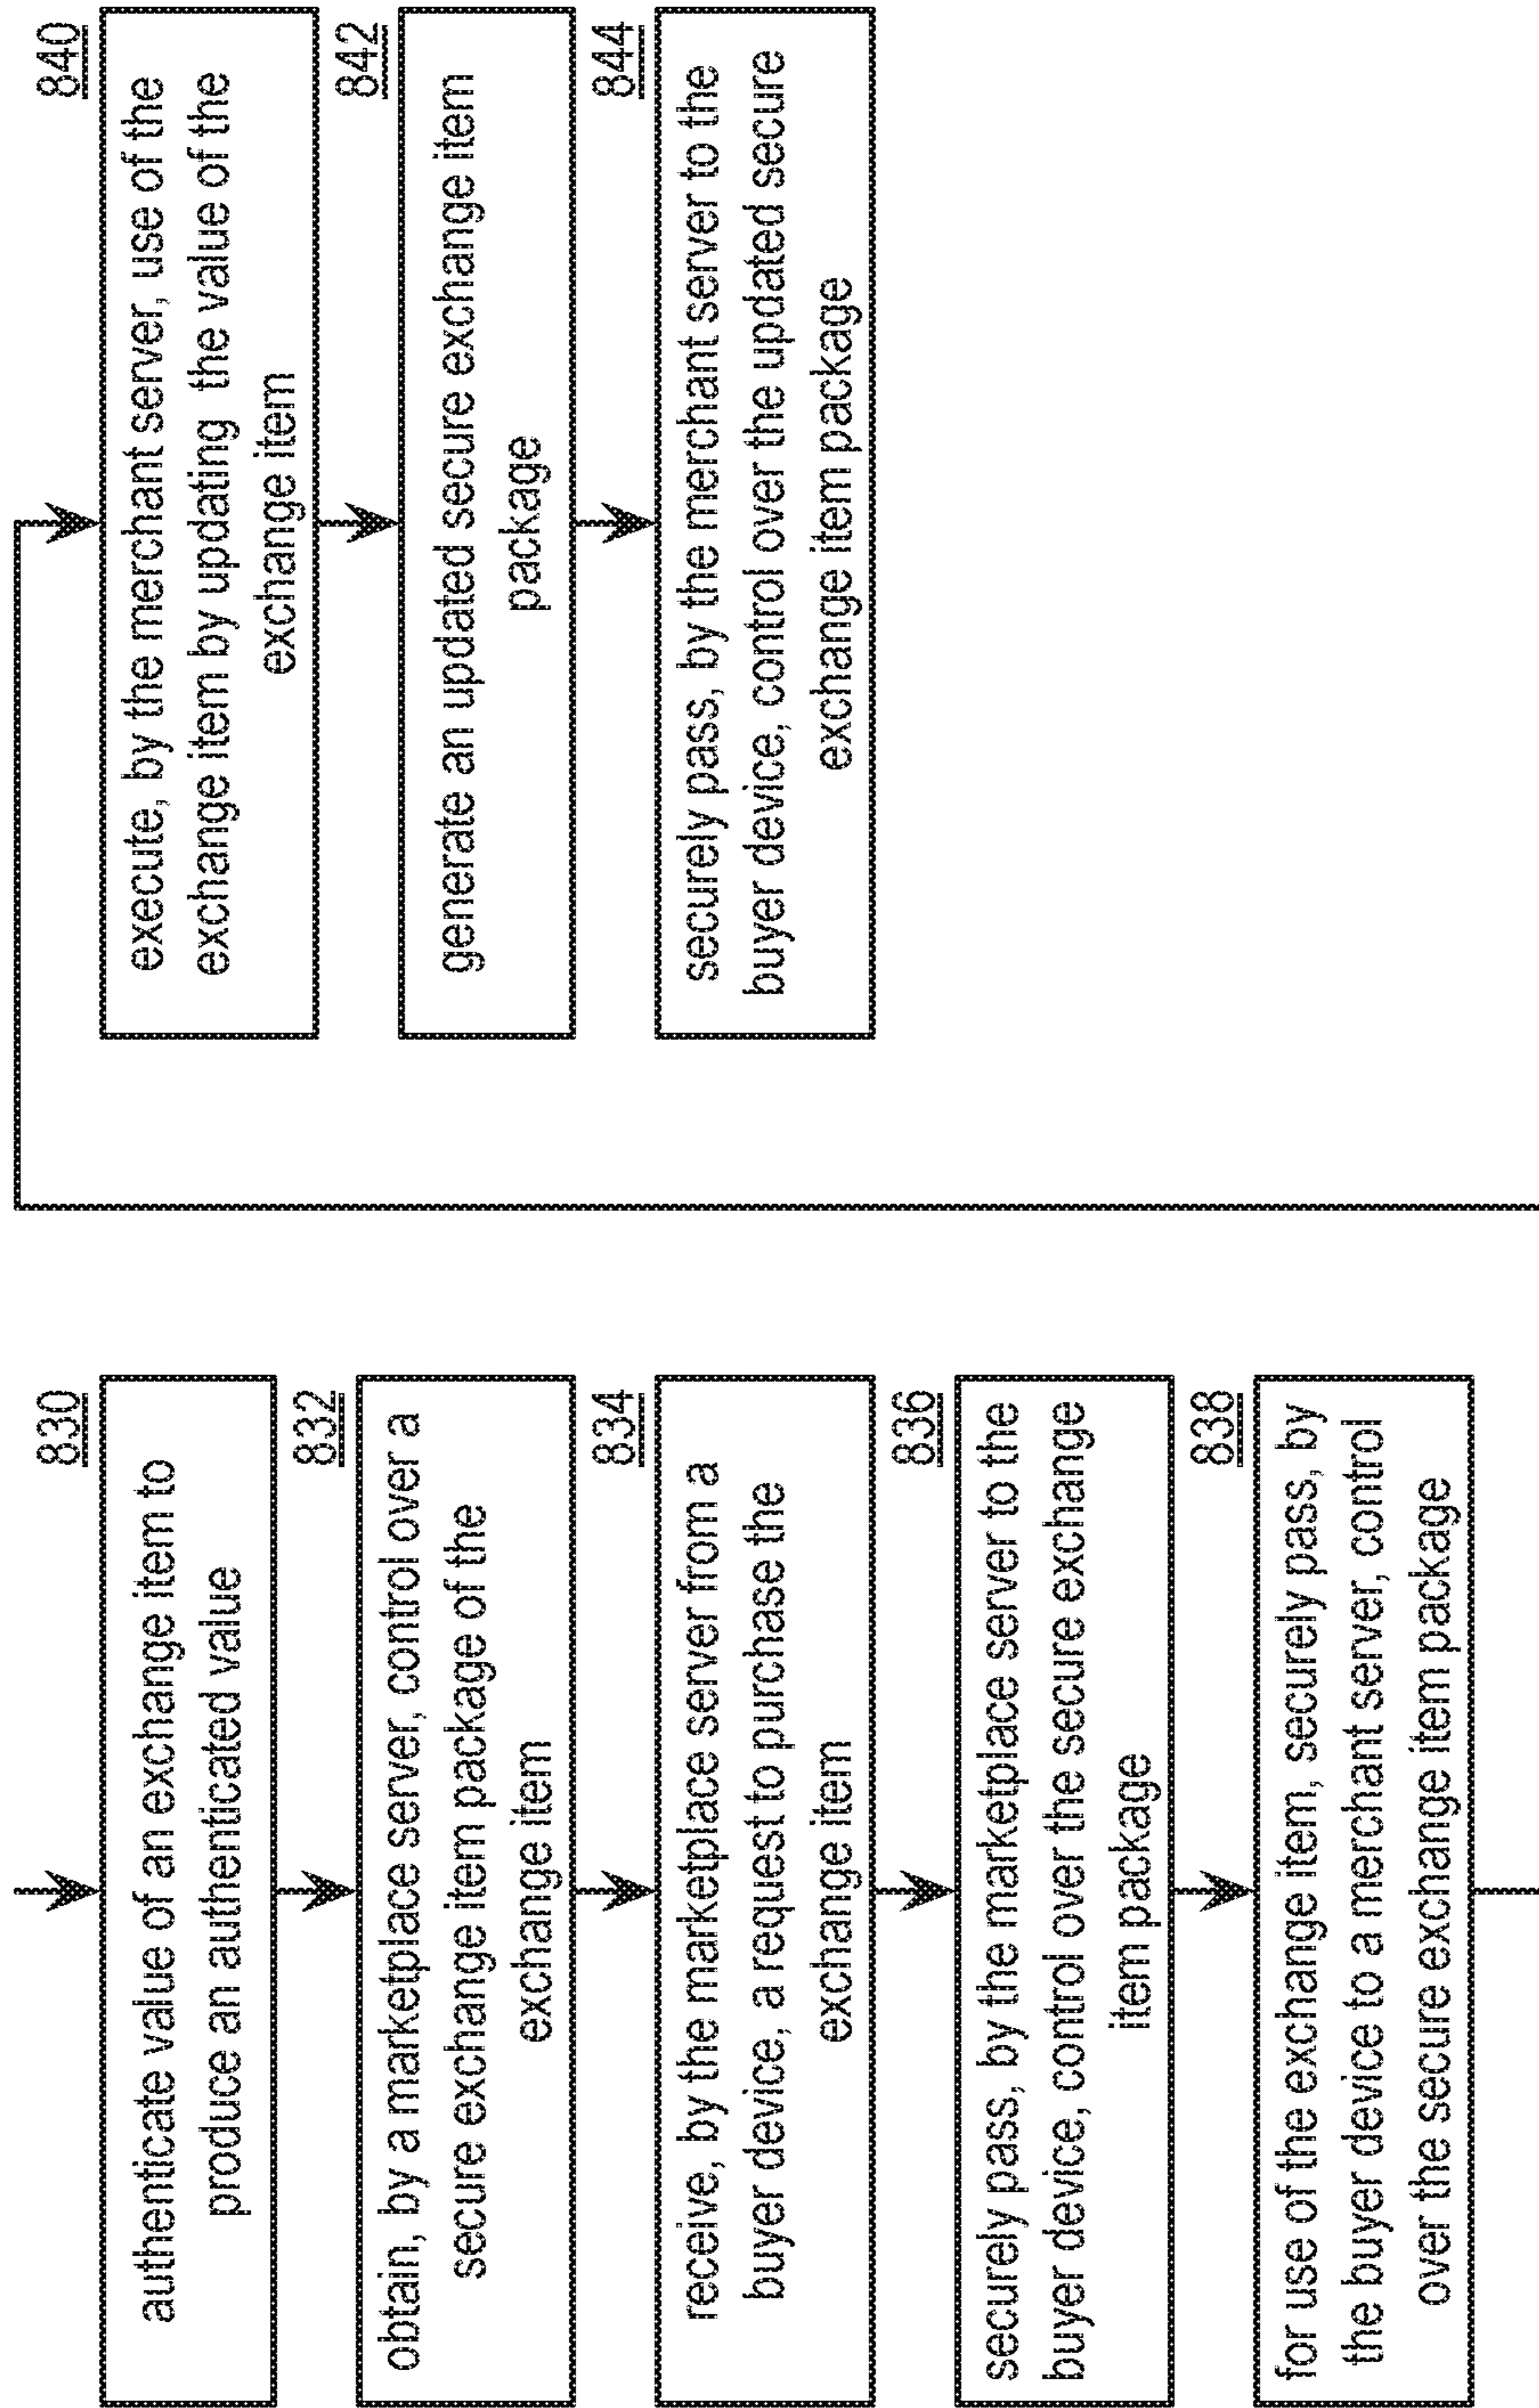 830
authenticate value of an exchange item to
produce an authenticated value
832
obtain, by a marketplace server, control over a
secure exchange item package of the
exchange item
834
receive, by the marketplace server from a
buyer device, a request to purchase the
exchange item
836
securely pass, by the marketplace server to the
buyer device, control over the secure exchange
item package
838
for use of the exchange item, securely pass, by
the buyer device to a merchant server, control
over the secure exchange item package
840
execute, by the merchant server, use of the
exchange item by updating the value of the
exchange item
842
generate an updated secure exchange item
package
844
securely pass, by the merchant server to the
buyer device, control over the updated secure
exchange item package